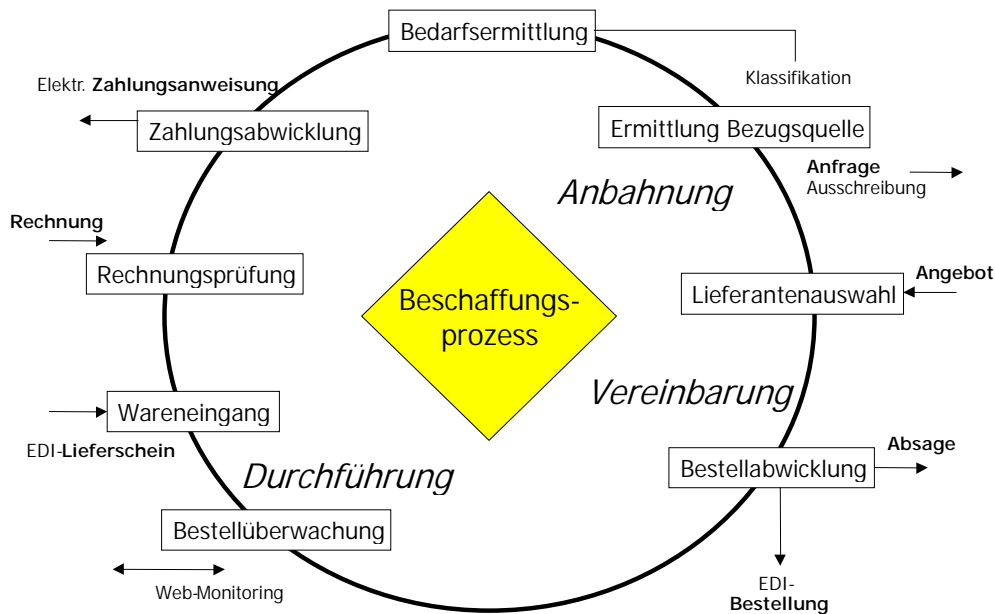 Bedarfsermittlung
Klassifikation
Elektr. Zahlungsanweisung
Zahlungsabwicklung
Ermittlung Bezugsquelle
Anfrage
Ausschreibung
Anbahnung
Rechnung
Rechnungsprüfung
Beschaffungs-
prozess
Lieferantenauswahl
Angebot
Vereinbarung
Wareneingang
EDI-Lieferschein
Durchführung
Bestellabwicklung
Absage
Bestellüberwachung
Web-Monitoring
EDI-
Bestellung